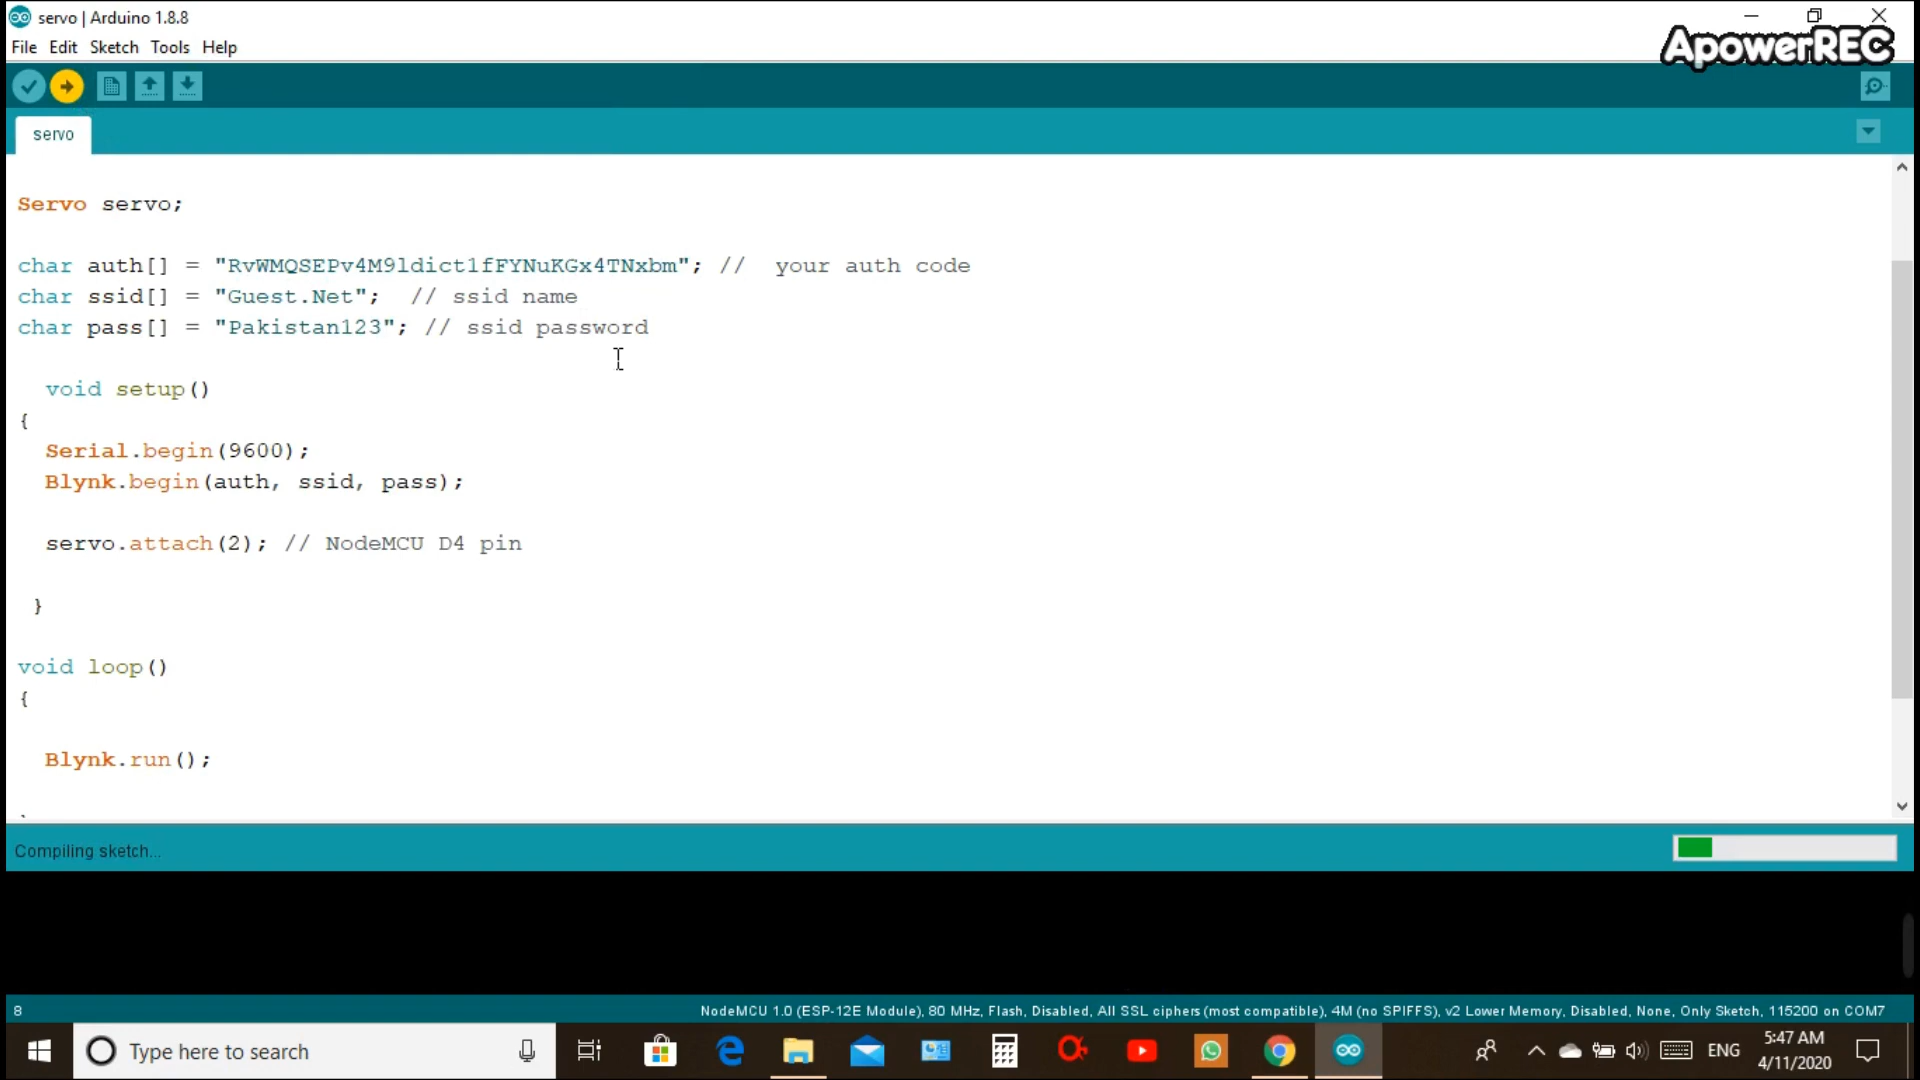 servo | Arduino 1.8.8
ApowerREC
File Edit Sketch Tools Help
servo
Servo servo;
char auth[] = "RvWMQSEPv4M9ldict1fFYNuKGx4TNxbm"; //  your auth code
char ssid[] = "Guest.Net";  // ssid name
char pass[] = "Pakistan123"; // ssid password
void setup()
{
Serial.begin(9600);
Blynk.begin(auth, ssid, pass);
servo.attach(2); // NodeMCU D4 pin
}
void loop()
{
Blynk.run();
Compiling sketch...
8
NodeMCU 1.0 (ESP-12E Module), 80 MHz, Flash, Disabled, All SSL ciphers (most compatible), 4M (no SPIFFS), v2 Lower Memory, Disabled, None, Only Sketch, 115200 on COM7
Type here to search
ENG
5:47 AM
4/11/2020